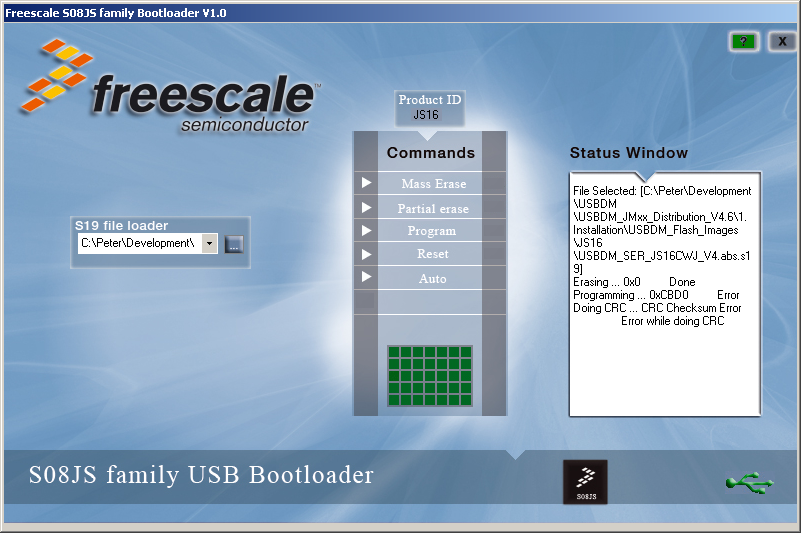 Freescale S08JS family Bootloader V1.0
?
X
freescale™
semiconductor
Product ID
JS16
Commands
Mass Erase
Partial erase
Program
Reset
Auto
S19 file loader
C:\Peter\Development\
...
Status Window
File Selected: [C:\Peter\Development
\USBDM
\USBDM_JMxx_Distribution_V4.6\1.
Installation\USBDM_Flash_Images
\JS16
\USBDM_SER_JS16CWJ_V4.abs.s1
9]
Erasing ... 0x0 Done
Programming ... 0xCBD0 Error
Doing CRC ... CRC Checksum Error
Error while doing CRC
S08JS family USB Bootloader
S08JS